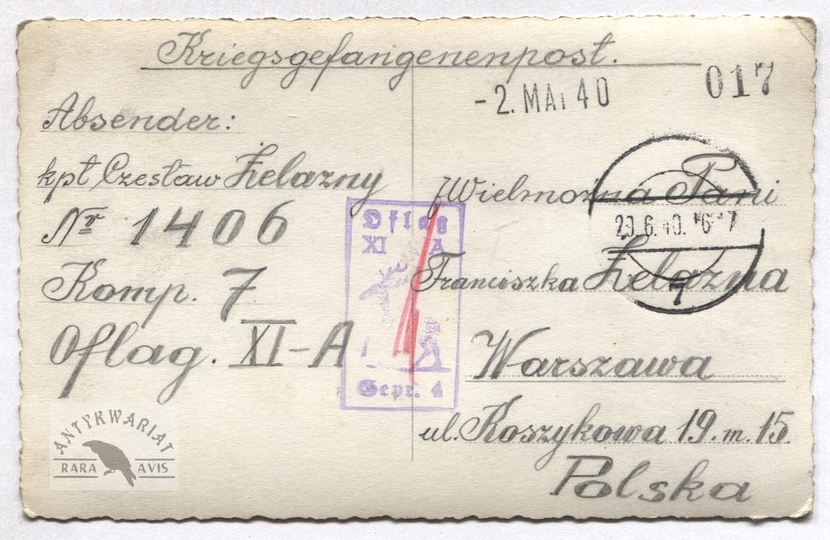 Kriegsgefangenenpost.
-2. MAI 40
017
Absender:
kpt Czesław Żelazny
Nr 1406
Komp. 7
Oflag. XI-A
Oflag
XI A
Gepr. 4
Wielmożna Pani
Franciszka Żelazna
Warszawa
ul. Koszykowa 19. m. 15.
Polska
20.6.40.
7
ANTYKWARIAT
RARA AVIS